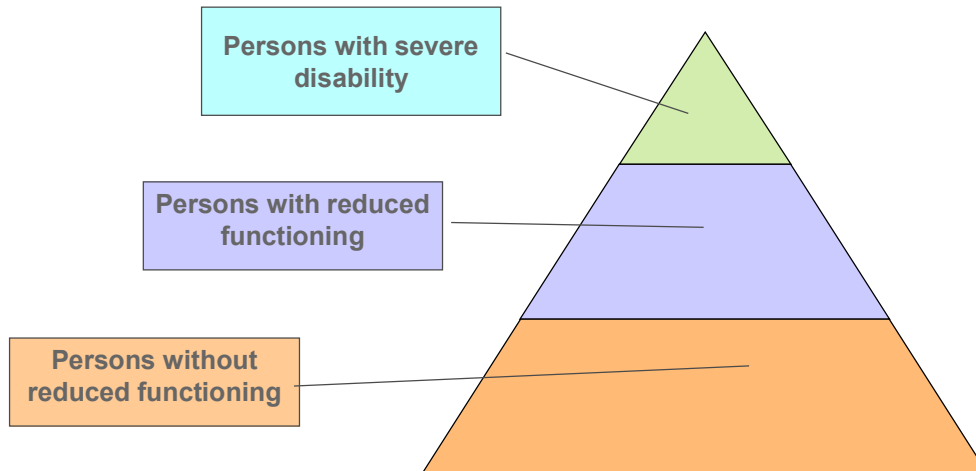 Persons with severe
disability
Persons with reduced
functioning
Persons without
reduced functioning